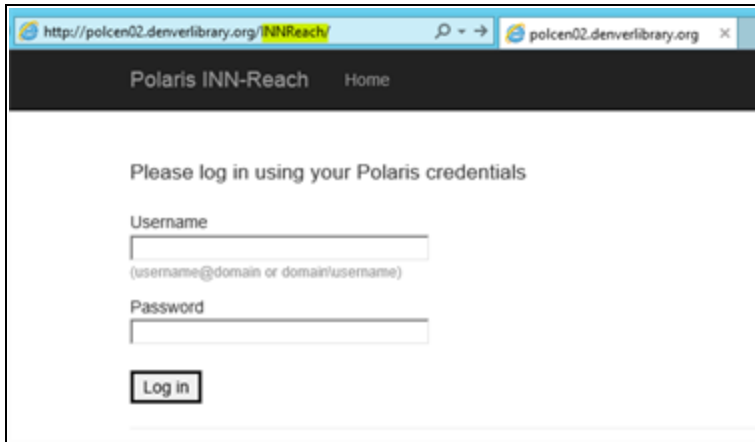 http://polcen02.denverlibrary.org/INNReach/
polcen02.denverlibrary.org
Polaris INN-Reach Home
Please log in using your Polaris credentials
Username
(username@domain or domain\username)
Password
Log in